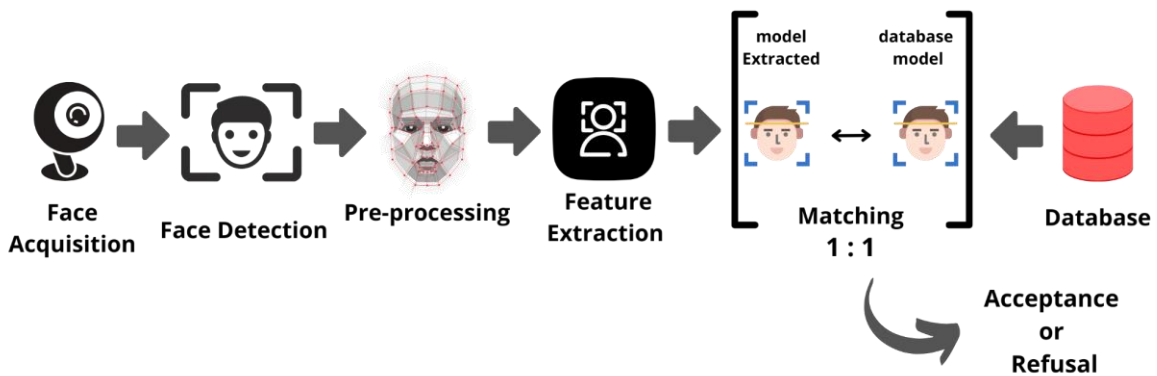 Face
Acquisition
Face Detection
Pre-processing
Feature
Extraction
model
Extracted
database
model
Matching
1 : 1
Database
Acceptance
or
Refusal